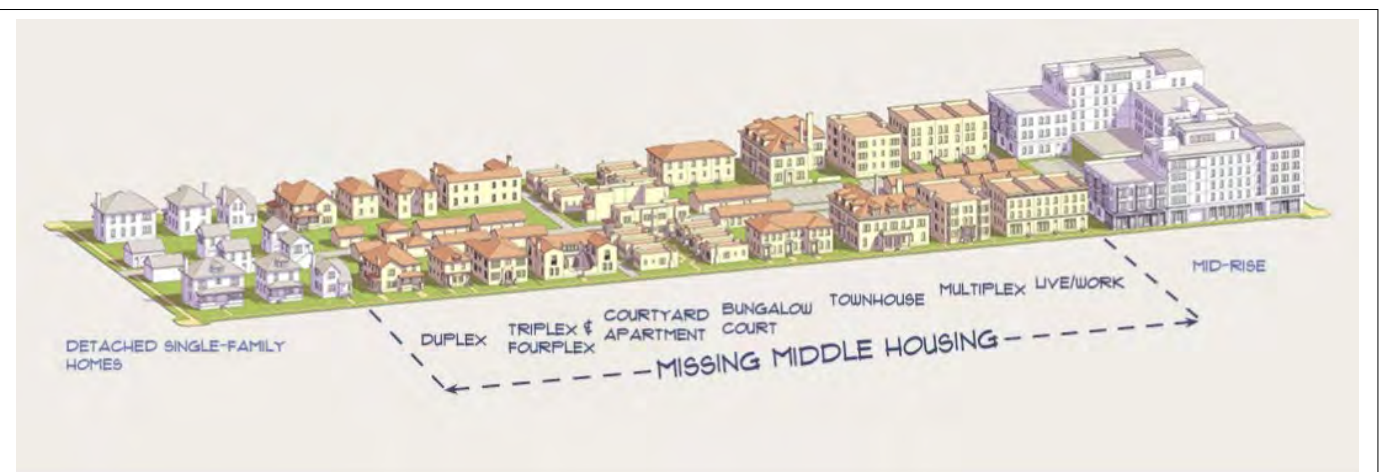 DETACHED SINGLE-FAMILY
HOMES
DUPLEX
TRIPLEX &
FOURPLEX
COURTYARD
APARTMENT
BUNGALOW
COURT
TOWNHOUSE
MULTIPLEX
LIVE/WORK
MID-RISE
MISSING MIDDLE HOUSING